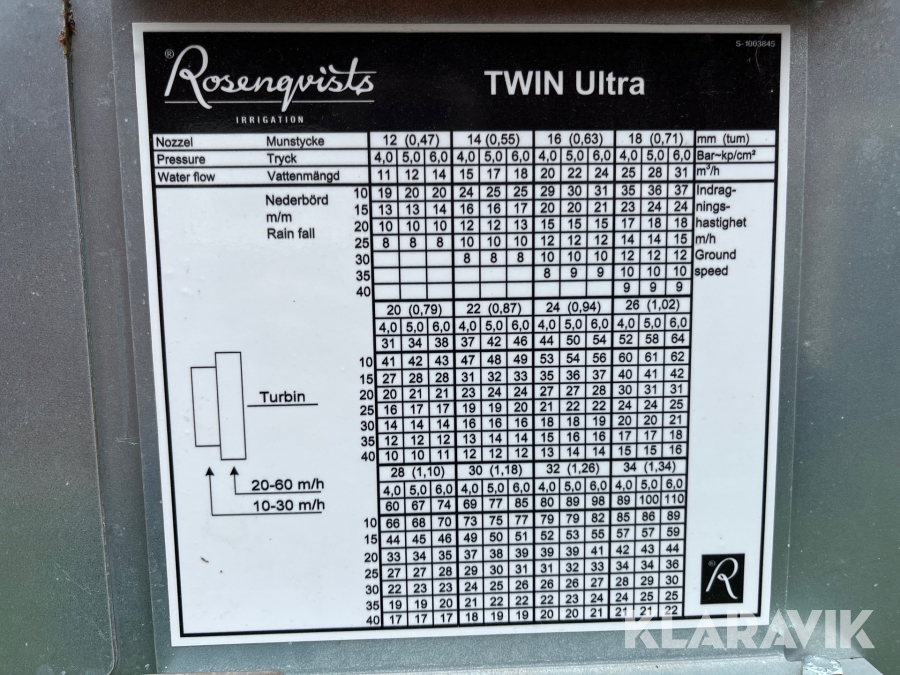 S-1003845
® Rosenqvists
IRRIGATION
TWIN Ultra
Nozzel Munstycke 12 (0,47) 14 (0,55) 16 (0,63) 18 (0,71) mm (tum)
Pressure Tryck 4,0 5,0 6,0 4,0 5,0 6,0 4,0 5,0 6,0 4,0 5,0 6,0 Bar~kp/cm²
Water flow Vattenmängd 11 12 14 15 17 18 20 22 24 25 28 31 m³/h
Nederbörd 10 19 20 20 24 25 25 29 30 31 35 36 37 Indrag-
m/m 15 13 13 14 16 16 17 20 20 21 23 24 24 nings-
Rain fall 20 10 10 10 12 12 13 15 15 15 17 18 18 hastighet
25 8 8 8 10 10 10 12 12 12 14 14 15 m/h
30 8 8 8 10 10 10 12 12 12 Ground
35 8 9 9 10 10 10 speed
40 9 9 9
20 (0,79) 22 (0,87) 24 (0,94) 26 (1,02)
4,0 5,0 6,0 4,0 5,0 6,0 4,0 5,0 6,0 4,0 5,0 6,0
31 34 38 37 42 46 44 50 54 52 58 64
10 41 42 43 47 48 49 53 54 56 60 61 62
15 27 28 28 31 32 33 35 36 37 40 41 42
20 20 21 21 23 24 24 27 27 28 30 31 31
25 16 17 17 19 19 20 21 22 22 24 24 25
30 14 14 14 16 16 16 18 18 19 20 20 21
35 12 12 12 13 14 14 15 16 16 17 17 18
40 10 10 11 12 12 12 13 14 14 15 15 16
Turbin
20-60 m/h
10-30 m/h
28 (1,10) 30 (1,18) 32 (1,26) 34 (1,34)
4,0 5,0 6,0 4,0 5,0 6,0 4,0 5,0 6,0 4,0 5,0 6,0
60 67 74 69 77 85 80 89 98 89 100 110
10 66 68 70 73 75 77 79 79 82 85 86 89
15 44 45 46 49 50 51 52 53 55 57 57 59
20 33 34 35 37 38 39 39 39 41 42 43 44
25 27 27 28 29 30 31 31 32 33 34 34 36
30 22 23 23 24 25 26 26 26 27 28 29 30
35 19 19 20 21 21 22 22 23 24 24 25 25
40 17 17 17 18 19 19 20 20 21 21 21 22
® R
KLARAVIK